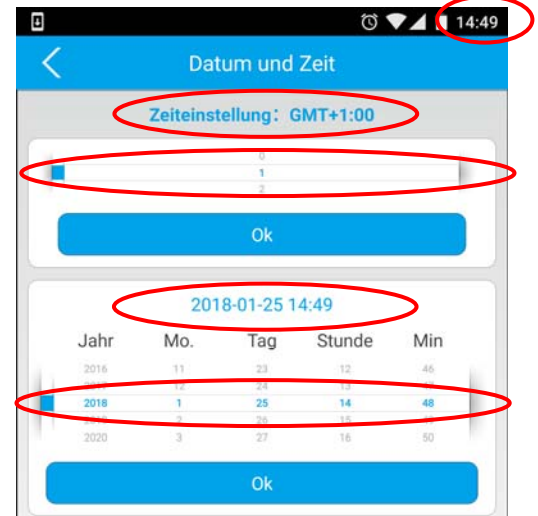 14:49
Datum und Zeit
Zeiteinstellung: GMT+1:00
0
1
2
Ok
2018-01-25 14:49
Jahr Mo. Tag Stunde Min
2016 11 23 12 46
2017 12 24 13
2018 1 25 14 48
2 26 15
2020 3 27 16 50
Ok